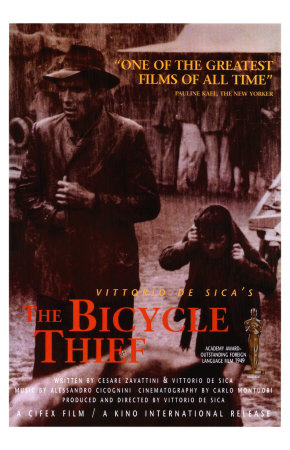 “ONE OF THE GREATEST
FILMS OF ALL TIME”
PAULINE KAEL, THE NEW YORKER
VITTORIO DE SICA'S
THE BICYCLE
THIEF
ACADEMY AWARD-
OUTSTANDING FOREIGN
LANGUAGE FILM 1949
WRITTEN BY CESARE ZAVATTINI & VITTORIO DE SICA
MUSIC BY ALESSANDRO CICOGNINI CINEMATOGRAPHY BY CARLO MONTUORI
PRODUCED AND DIRECTED BY VITTORIO DE SICA
A CIFEX FILM / A KINO INTERNATIONAL RELEASE